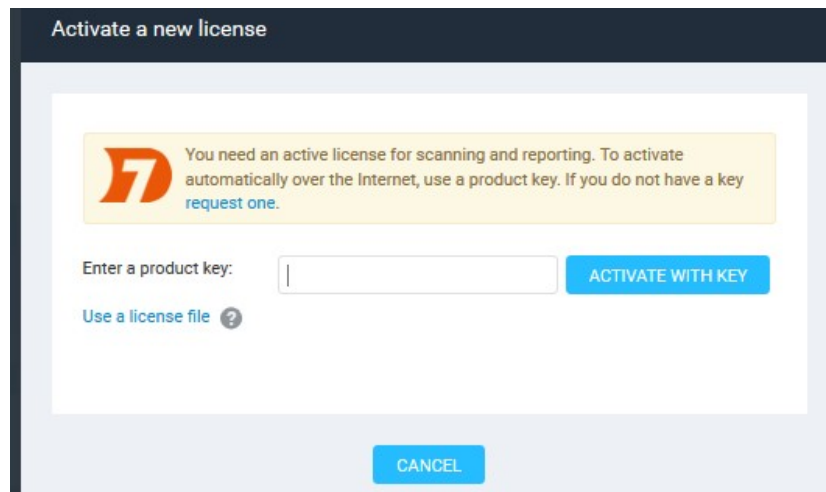 Activate a new license
You need an active license for scanning and reporting. To activate
automatically over the Internet, use a product key. If you do not have a key
request one.
Enter a product key:
ACTIVATE WITH KEY
Use a license file ?
CANCEL